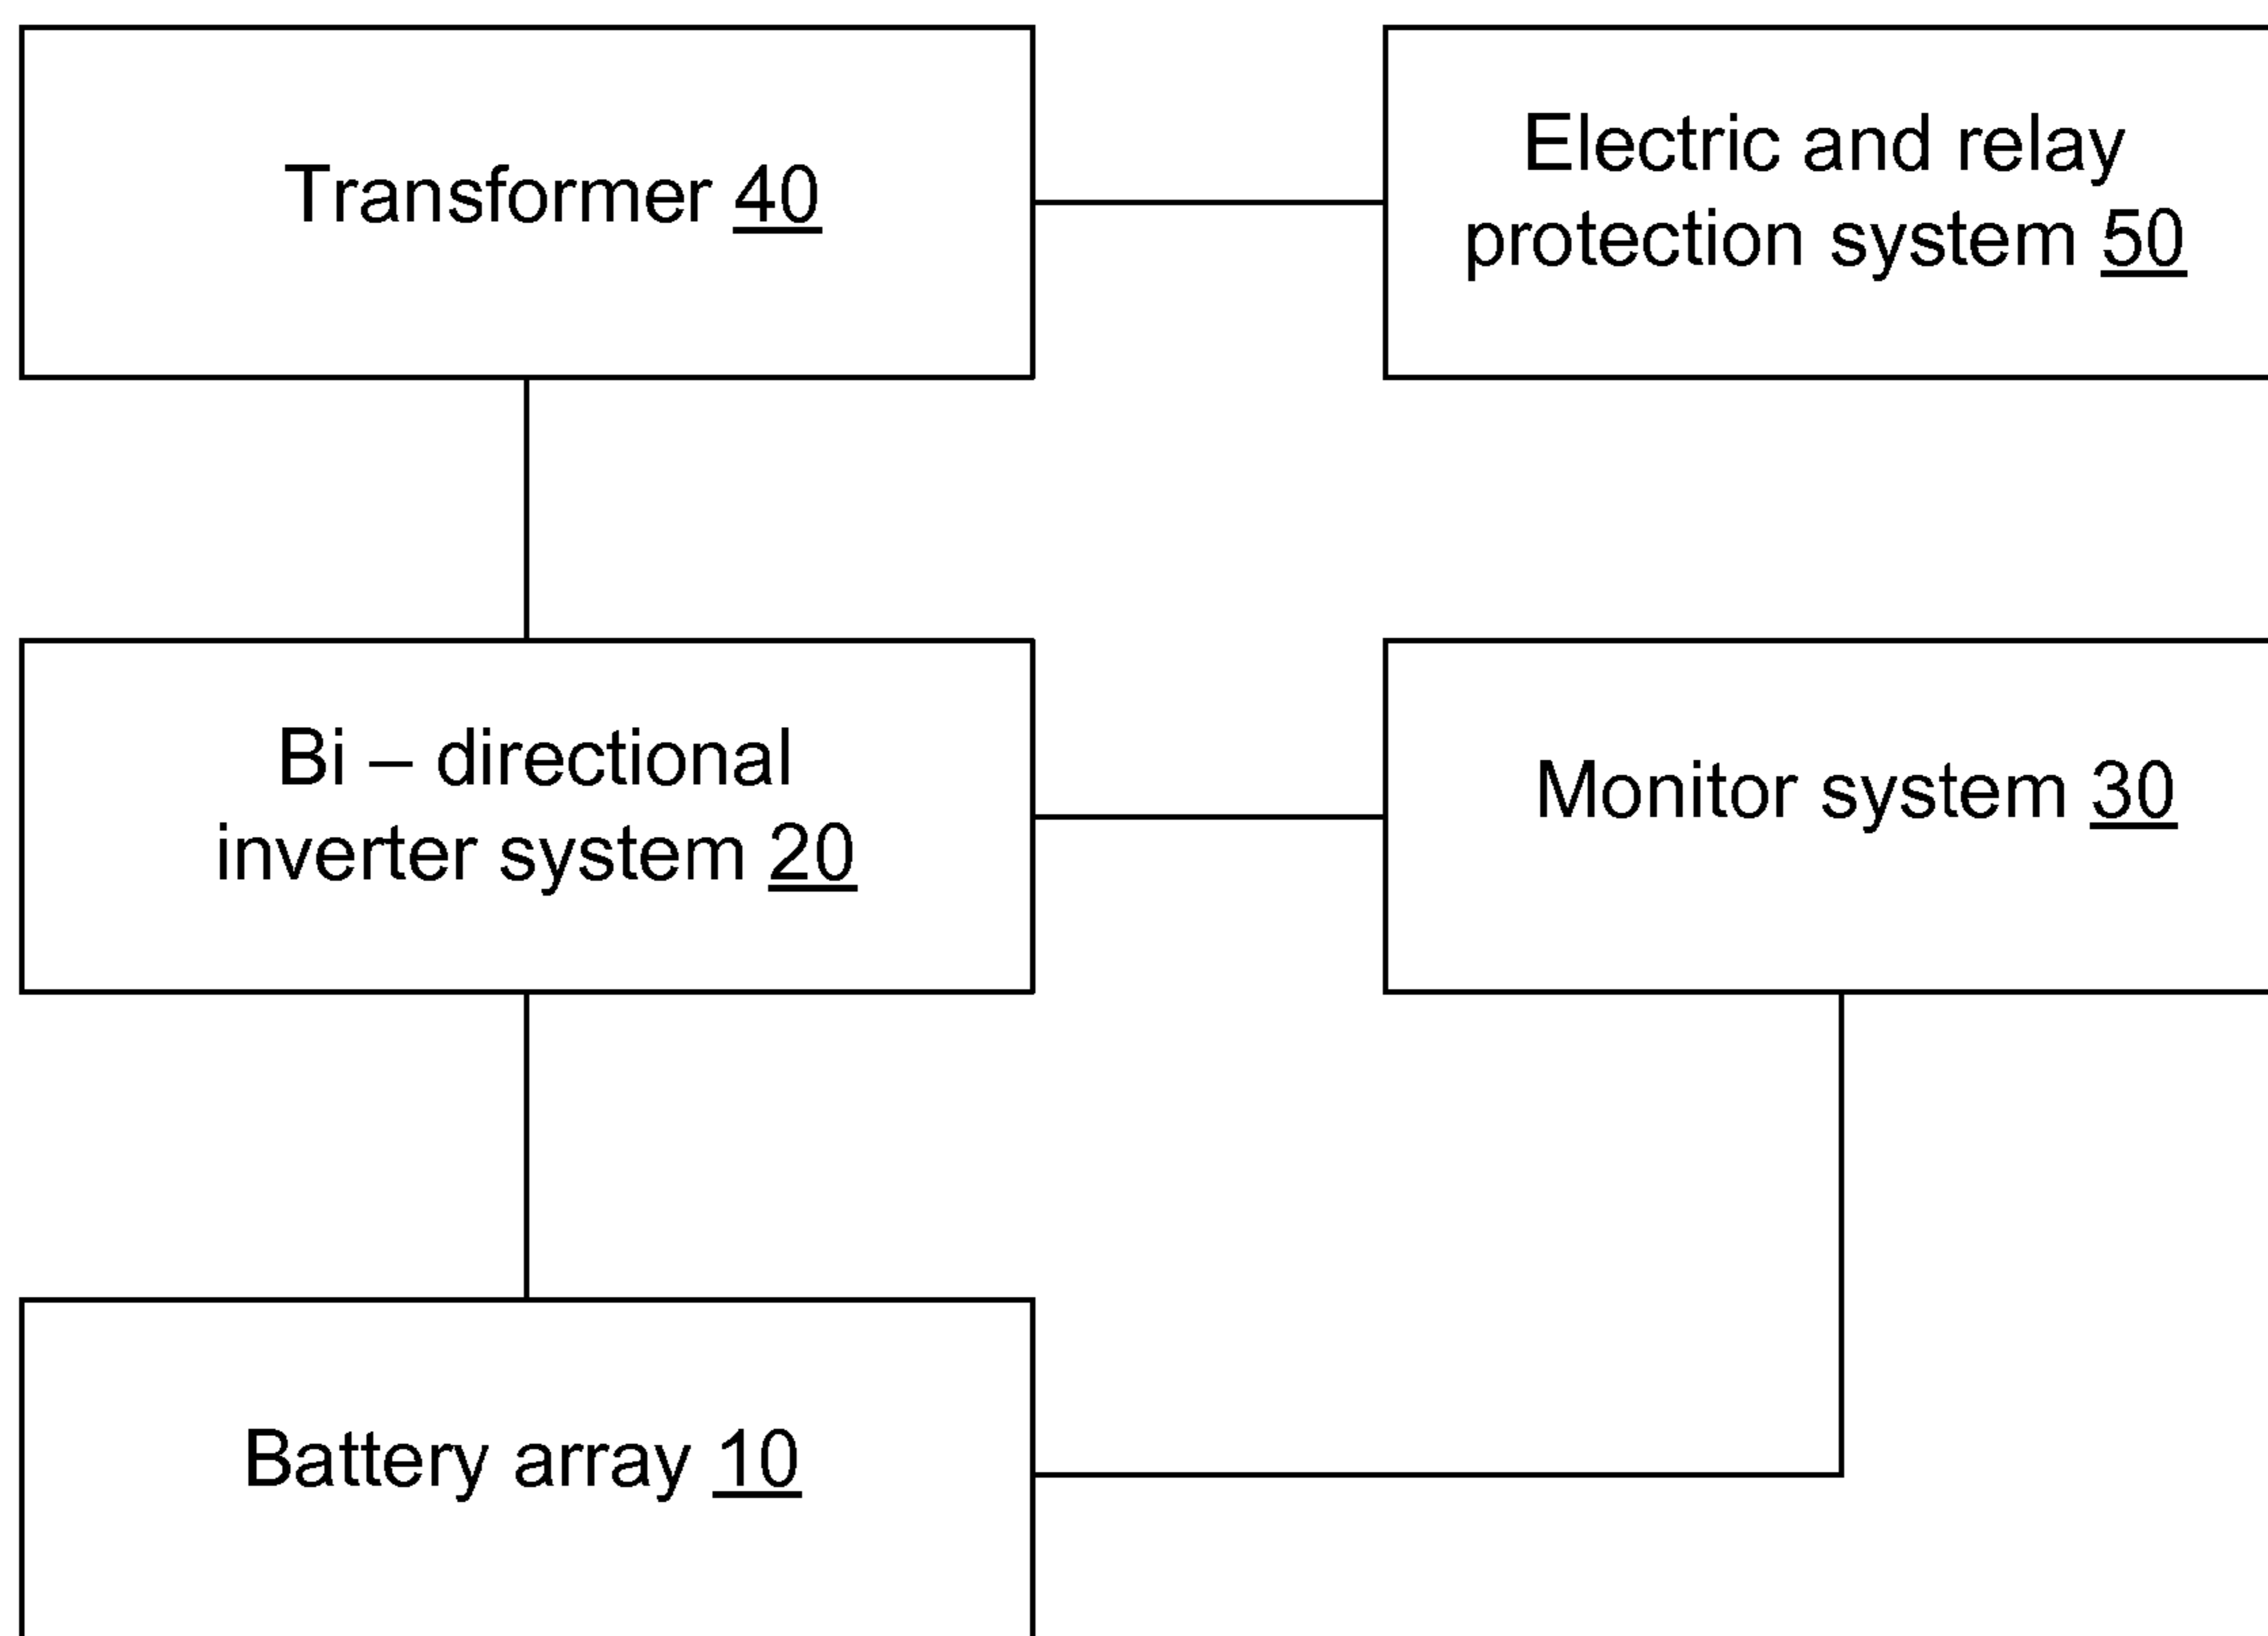 Transformer 40
Electric and relay
protection system 50
Bi – directional
inverter system 20
Monitor system 30
Battery array 10